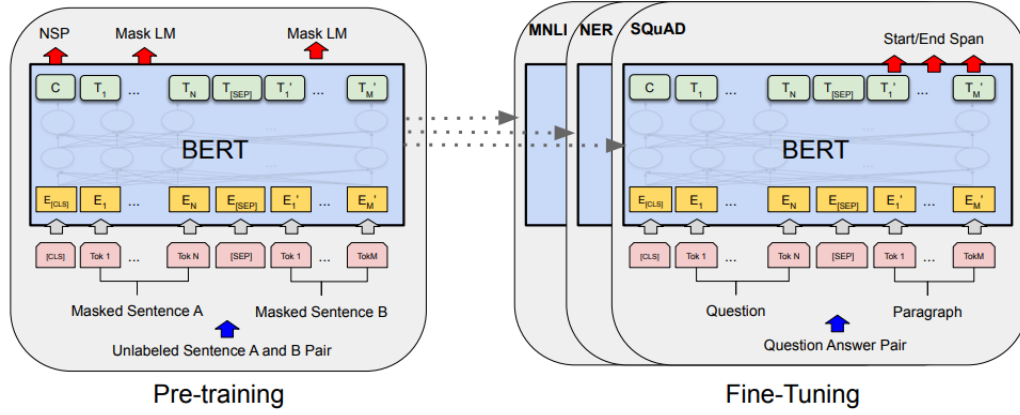 NSP Mask LM Mask LM
C T1 ... TN T[SEP] T1' ... TM'
...
...
BERT
E[CLS] E1 ... EN E[SEP] E1' ... EM'
[CLS] Tok 1 ... Tok N [SEP] Tok 1 ... TokM
Masked Sentence A Masked Sentence B
Unlabeled Sentence A and B Pair
Pre-training
MNLI NER SQuAD
Start/End Span
C T1 ... TN T[SEP] T1' ... TM'
...
...
BERT
E[CLS] E1 ... EN E[SEP] E1' ... EM'
[CLS] Tok 1 ... Tok N [SEP] Tok 1 ... TokM
Question Paragraph
Question Answer Pair
Fine-Tuning